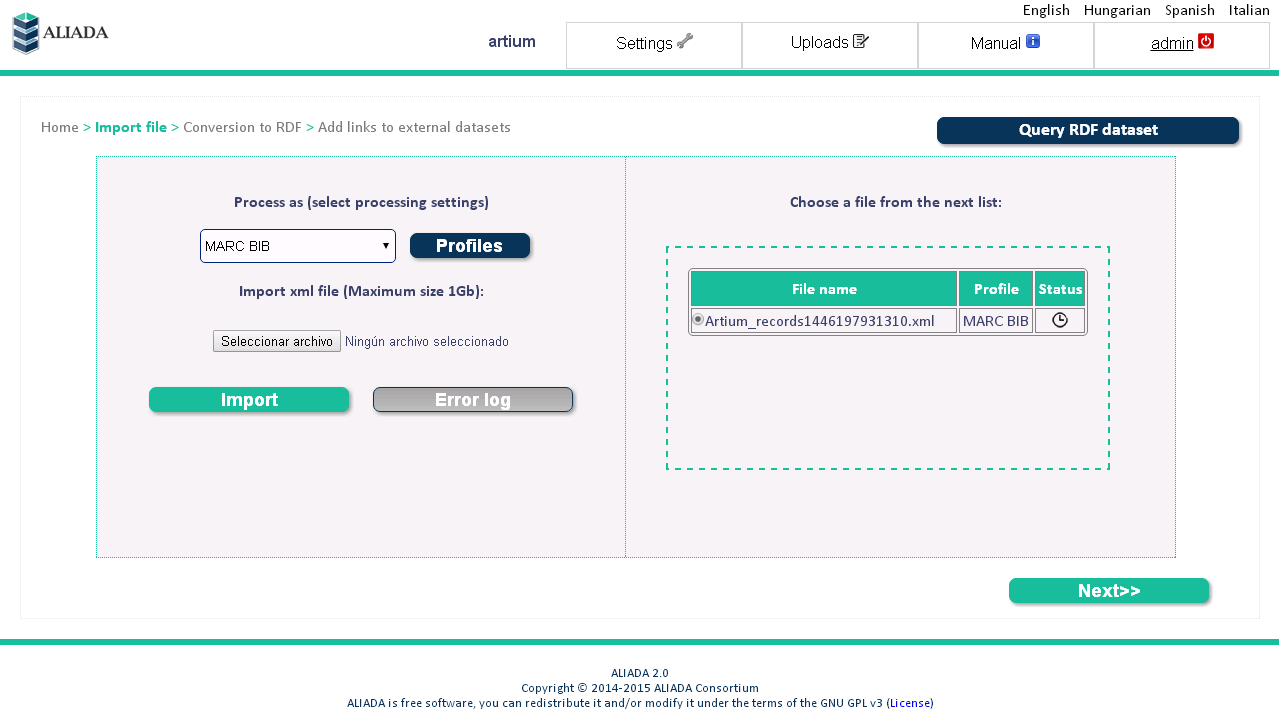 English Hungarian Spanish Italian
ALIADA
artium
Settings
Uploads
Manual
admin
Home > Import file > Conversion to RDF > Add links to external datasets
Query RDF dataset
Process as (select processing settings)
MARC BIB
Profiles
Import xml file (Maximum size 1Gb):
Seleccionar archivo Ningún archivo seleccionado
Import
Error log
Choose a file from the next list:
File name Profile Status
Artium_records1446197931310.xml MARC BIB
Next>>
ALIADA 2.0
Copyright © 2014-2015 ALIADA Consortium
ALIADA is free software, you can redistribute it and/or modify it under the terms of the GNU GPL v3 (License)